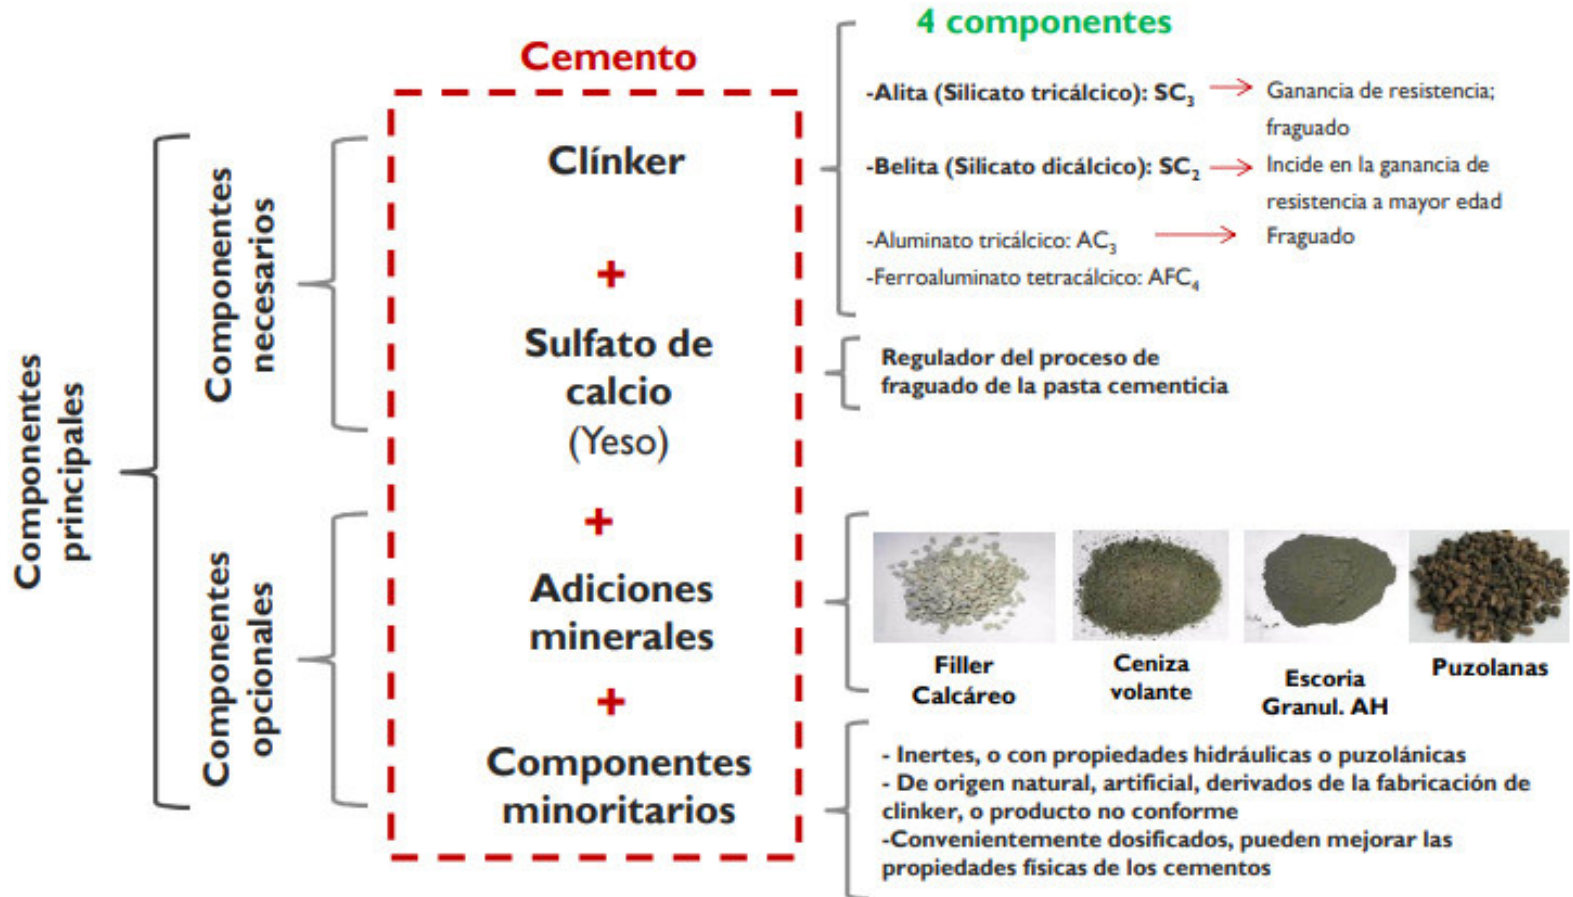 4 componentes
Cemento
-Alita (Silicato tricálcico): SC₃
Ganancia de resistencia;
fraguado
-Belita (Silicato dicálcico): SC₂
Incide en la ganancia de
resistencia a mayor edad
-Aluminato tricálcico: AC₃
Fraguado
-Ferroaluminato tetracálcico: AFC₄
Componentes
principales
Componentes
necesarios
Clínker
+
Sulfato de
calcio
(Yeso)
Regulador del proceso de
fraguado de la pasta cementicia
+
Componentes
opcionales
Adiciones
minerales
Filler
Calcáreo
Ceniza
volante
Escoria
Granul. AH
Puzolanas
+
Componentes
minoritarios
- Inertes, o con propiedades hidráulicas o puzolánicas
- De origen natural, artificial, derivados de la fabricación de
clinker, o producto no conforme
-Convenientemente dosificados, pueden mejorar las
propiedades físicas de los cementos